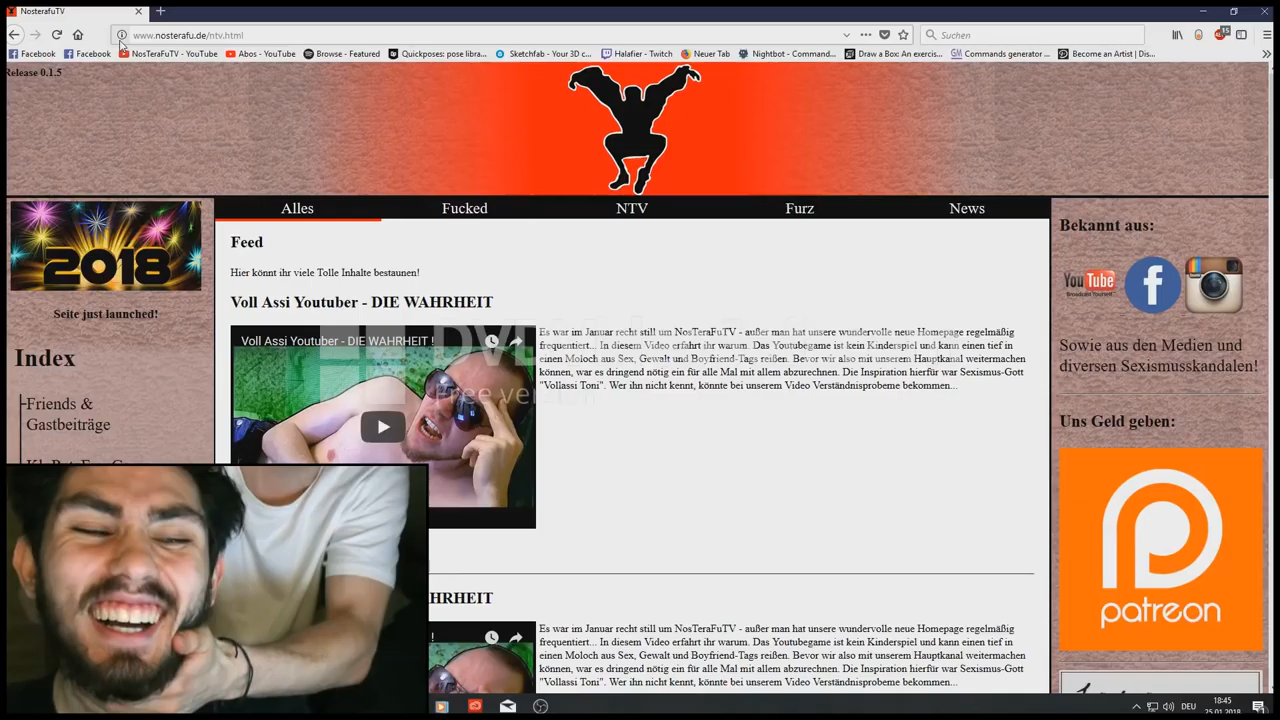 NosterafuTV
www.nosterafu.de/ntv.html
Suchen
15
Facebook
Facebook
NosTeraFuTV - YouTube
Abos - YouTube
Browse - Featured
Quickposes: pose libra...
Sketchfab - Your 3D c...
Halafier - Twitch
Neuer Tab
Nightbot - Command...
Draw a Box: An exerci...
Commands generator ...
Become an Artist | Dis...
Release 0.1.5
Alles
Fucked
NTV
Furz
News
2018
Seite just launched!
Index
Friends &
Gastbeiträge
Feed
Hier könnt ihr viele Tolle Inhalte bestaunen!
Voll Assi Youtuber - DIE WAHRHEIT
Voll Assi Youtuber - DIE WAHRHEIT !
Es war im Januar recht still um NosTeraFuTV - außer man hat unsere wundervolle neue Homepage regelmäßig
frequentiert... In diesem Video erfahrt ihr warum. Das Youtubegame ist kein Kinderspiel und kann einen tief in
einen Moloch aus Sex, Gewalt und Boyfriend-Tags reißen. Bevor wir also mit unserem Hauptkanal weitermachen
können, war es dringend nötig ein für alle Mal mit allem abzurechnen. Die Inspiration hierfür war Sexismus-Gott
"Vollassi Toni". Wer ihn nicht kennt, könnte bei unserem Video Verständnisprobe bekommen...
Free version
HRHEIT
!
Es war im Januar recht still um NosTeraFuTV - außer man hat unsere wundervolle neue Homepage regelmäßig
frequentiert... In diesem Video erfahrt ihr warum. Das Youtubegame ist kein Kinderspiel und kann einen tief in
einen Moloch aus Sex, Gewalt und Boyfriend-Tags reißen. Bevor wir also mit unserem Hauptkanal weitermachen
können, war es dringend nötig ein für alle Mal mit allem abzurechnen. Die Inspiration hierfür war Sexismus-Gott
"Vollassi Toni". Wer ihn nicht kennt, könnte bei unserem Video Verständnisprobe bekommen...
Bekannt aus:
YouTube
Broadcast Yourself
Sowie aus den Medien und
diversen Sexismusskandalen!
Uns Geld geben:
patreon
DEU
18:45
25.01.2018